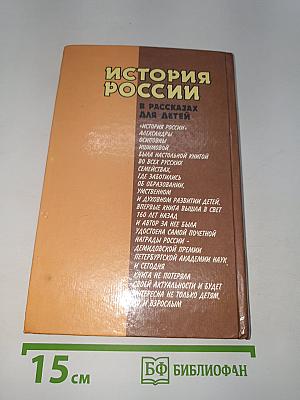 ИСТОРИЯ
РОССИИ
В РАССКАЗАХ
ДЛЯ ДЕТЕЙ
«ИСТОРИЯ РОССИИ»
АЛЕКСАНДРЫ
ОСИПОВНЫ
ИШИМОВОЙ
БЫЛА НАСТОЛЬНОЙ КНИГОЙ
ВО ВСЕХ РУССКИХ
СЕМЕЙСТВАХ,
ГДЕ ЗАБОТИЛИСЬ
ОБ ОБРАЗОВАНИИ,
УМСТВЕННОМ
И ДУХОВНОМ РАЗВИТИИ ДЕТЕЙ,
ВПЕРВЫЕ КНИГА ВЫШЛА В СВЕТ
160 ЛЕТ НАЗАД
И АВТОР ЗА НЕЕ БЫЛА
УДОСТОЕНА САМОЙ ПОЧЕТНОЙ
НАГРАДЫ РОССИИ -
ДЕМИДОВСКОЙ ПРЕМИИ
ПЕТЕРБУРГСКОЙ АКАДЕМИИ НАУК.
И СЕГОДНЯ
КНИГА НЕ ПОТЕРЯЛА
СВОЕЙ АКТУАЛЬНОСТИ И БУДЕТ
ИНТЕРЕСНА НЕ ТОЛЬКО ДЕТЯМ,
НО И ВЗРОСЛЫМ
15 СМ
БФ БИБЛИОФАН